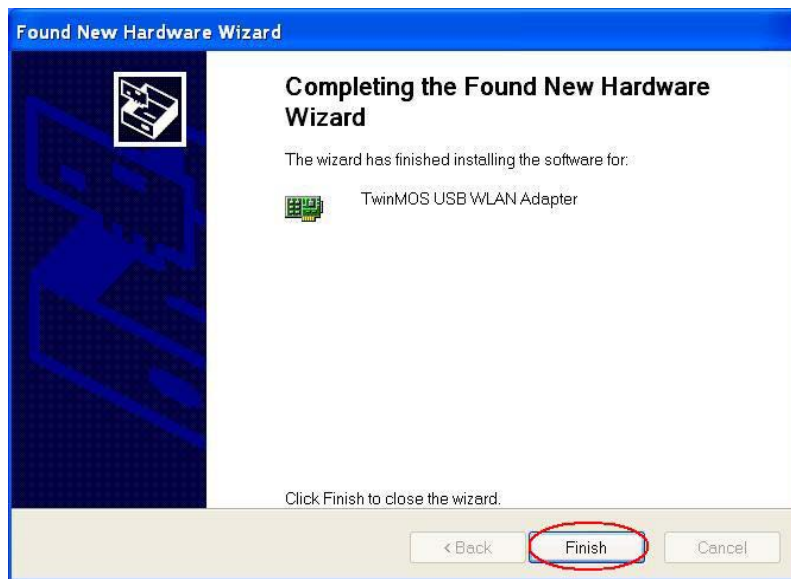 Found New Hardware Wizard
Completing the Found New Hardware
Wizard
The wizard has finished installing the software for:
TwinMOS USB WLAN Adapter
Click Finish to close the wizard.
< Back
Finish
Cancel